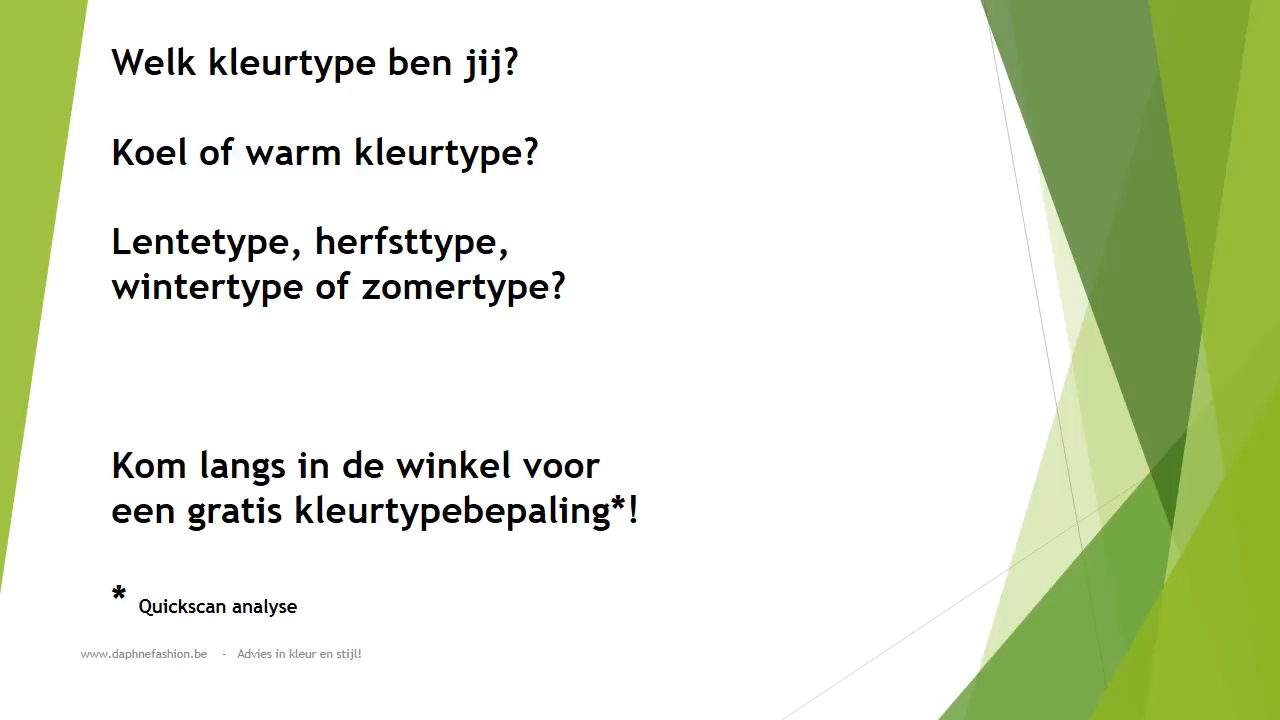 Welk kleurtype ben jij?
Koel of warm kleurtype?
Lentetype, herfsttype,
wintertype of zomertype?
Kom langs in de winkel voor
een gratis kleurtypebepaling*!
* Quickscan analyse
www.daphnefashion.be - Advies in kleur en stijl!